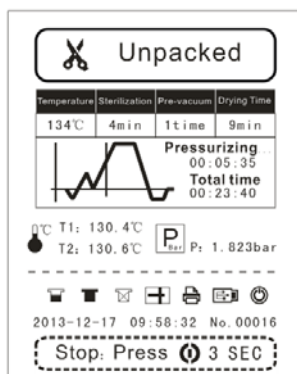 Unpacked
Temperature Sterilization Pre-vacuum Drying Time
134℃ 4min 1time 9min
Pressurizing...
00:05:35
Total time
00:23:40
℃ T1: 130.4℃
T2: 130.6℃
P Bar P: 1.823bar
2013-12-17 09:58:32 No.00016
Stop: Press 3 SEC